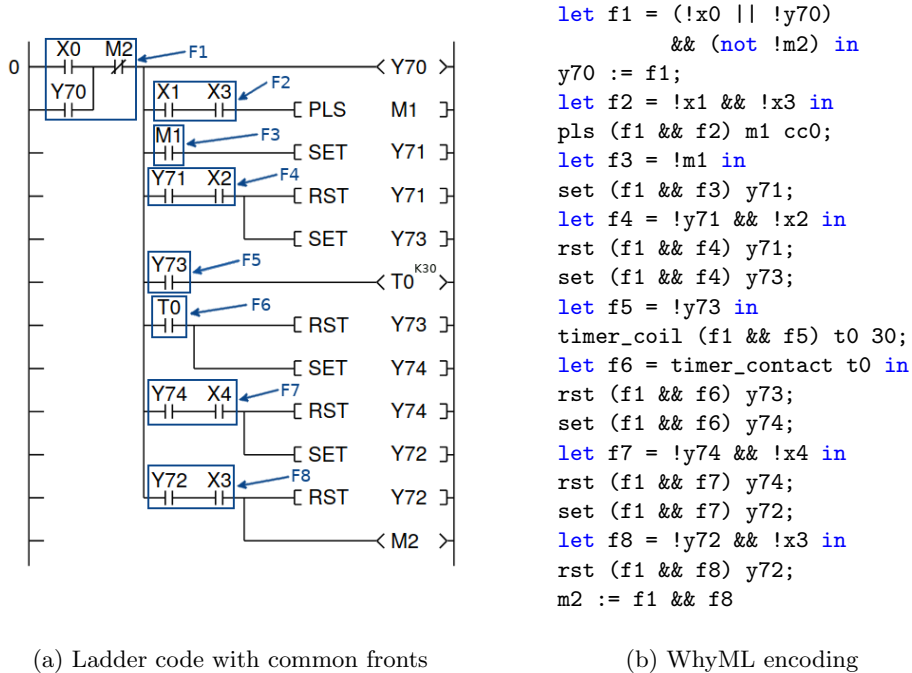 X0 M2 F1
0 Y70
Y70 X1 X3 F2
PLS M1
M1 F3
SET Y71
Y71 X2 F4
RST Y71
SET Y73
Y73 F5
T0 K30
T0 F6
RST Y73
SET Y74
Y74 X4 F7
RST Y74
SET Y72
Y72 X3 F8
RST Y72
M2
(a) Ladder code with common fronts
let f1 = (!x0 || !y70)
&& (not !m2) in
y70 := f1;
let f2 = !x1 && !x3 in
pls (f1 && f2) m1 cc0;
let f3 = !m1 in
set (f1 && f3) y71;
let f4 = !y71 && !x2 in
rst (f1 && f4) y71;
set (f1 && f4) y73;
let f5 = !y73 in
timer_coil (f1 && f5) t0 30;
let f6 = timer_contact t0 in
rst (f1 && f6) y73;
set (f1 && f6) y74;
let f7 = !y74 && !x4 in
rst (f1 && f7) y74;
set (f1 && f7) y72;
let f8 = !y72 && !x3 in
rst (f1 && f8) y72;
m2 := f1 && f8
(b) WhyML encoding